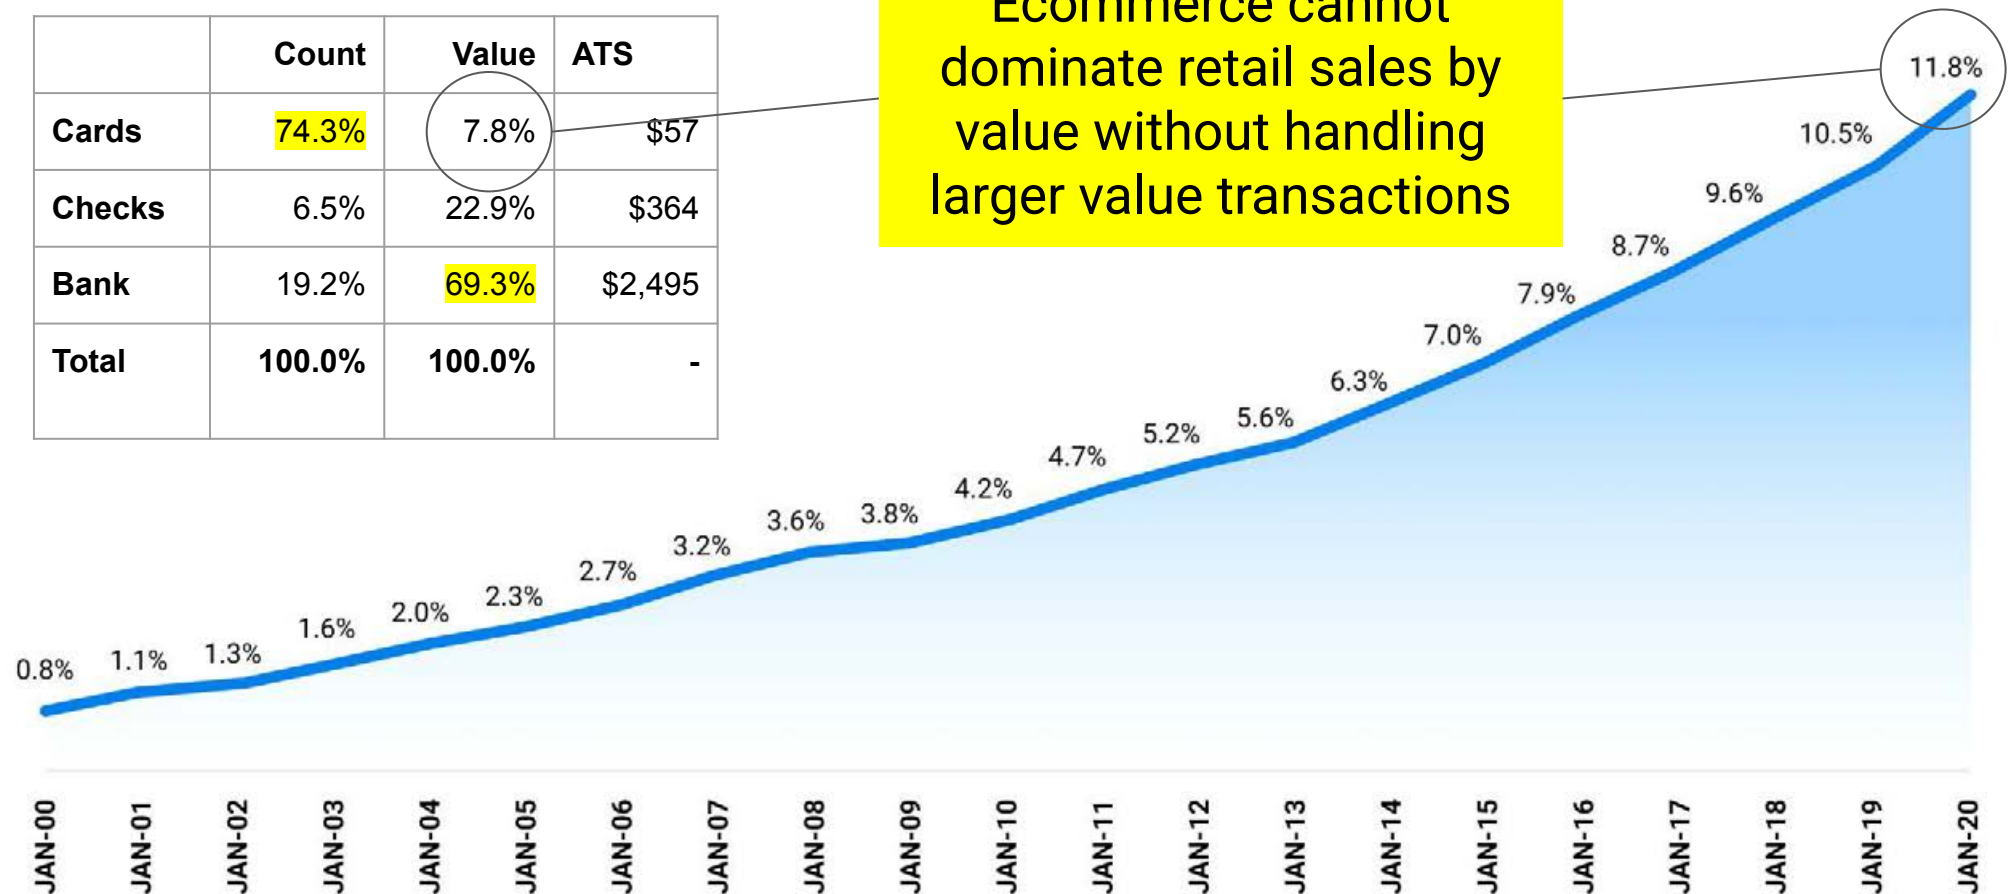 Count Value ATS
Cards 74.3% 7.8% $57
Checks 6.5% 22.9% $364
Bank 19.2% 69.3% $2,495
Total 100.0% 100.0% -
Ecommerce cannot
dominate retail sales by
value without handling
larger value transactions
0.8% 1.1% 1.3% 1.6% 2.0% 2.3% 2.7% 3.2% 3.6% 3.8% 4.2% 4.7% 5.2% 5.6% 6.3% 7.0% 7.9% 8.7% 9.6% 10.5% 11.8%
JAN-00 JAN-01 JAN-02 JAN-03 JAN-04 JAN-05 JAN-06 JAN-07 JAN-08 JAN-09 JAN-10 JAN-11 JAN-12 JAN-13 JAN-14 JAN-15 JAN-16 JAN-17 JAN-18 JAN-19 JAN-20